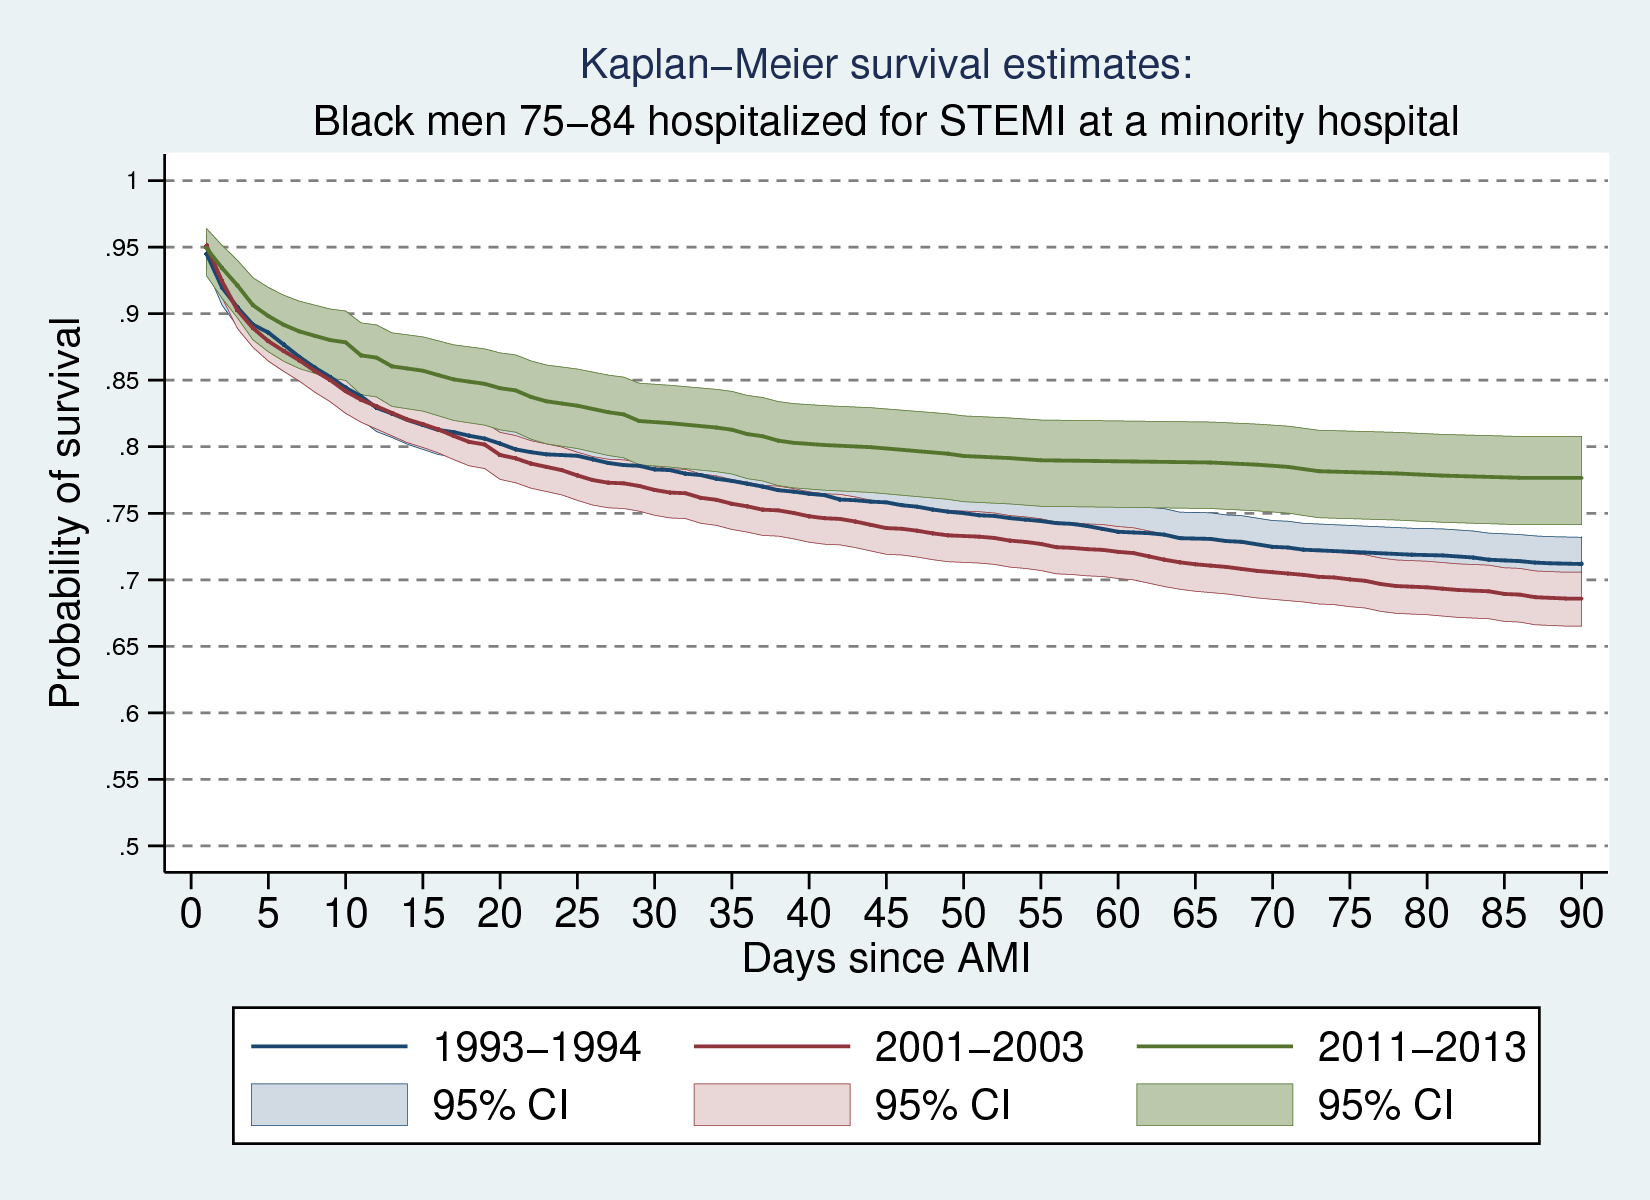 Kaplan−Meier survival estimates:
Black men 75−84 hospitalized for STEMI at a minority hospital
Probability of survival
1
.95
.9
.85
.8
.75
.7
.65
.6
.55
.5
0 5 10 15 20 25 30 35 40 45 50 55 60 65 70 75 80 85 90
Days since AMI
1993−1994 2001−2003 2011−2013
95% CI 95% CI 95% CI